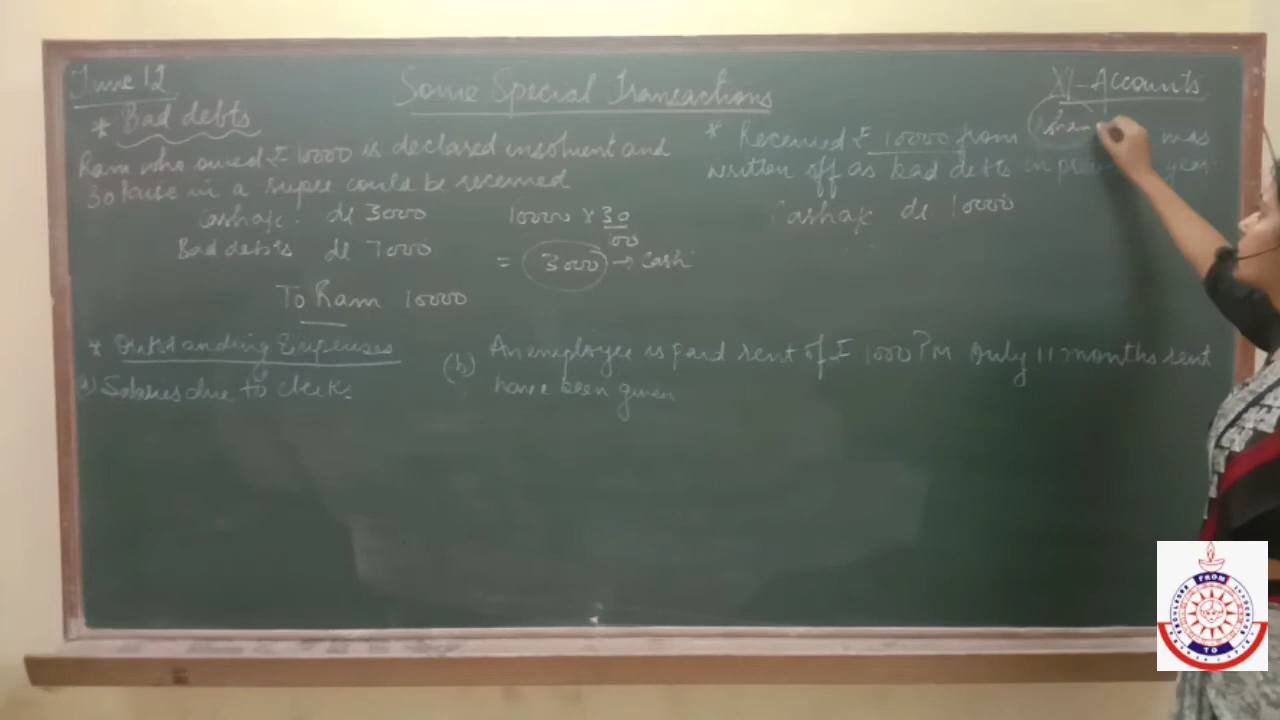 June 12
Some Special Transactions
XI-Accounts
* Bad debts
Ram who owed ₹ 10000 is declared insolvent and
30 paise in a rupee could be received
Cash a/c dr 3000
Bad debts dr 7000
To Ram 10000
10000 x 30
100
= 3000 → Cash
* Received ₹ 10000 from was
written off as bad debts in year
Cash a/c dr 10000
* Outstanding Expenses
(a) Salaries due to clerk.
(b) An employee is paid rent of ₹ 1000 PM Only 11 months rent
have been given
FROM
TO